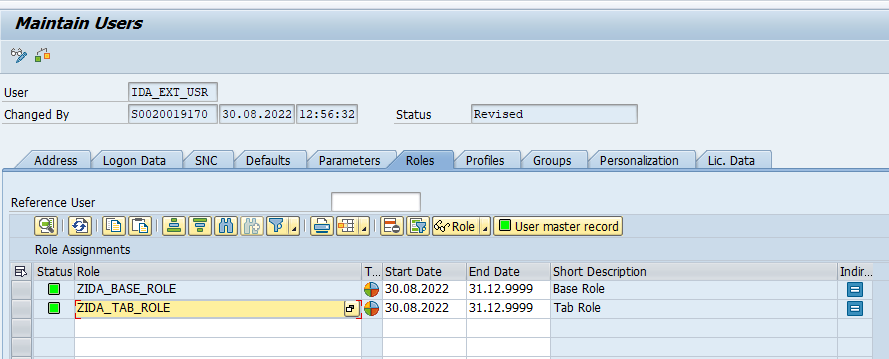 Maintain Users
User IDA_EXT_USR
Changed By S0020019170 30.08.2022 12:56:32 Status Revised
Address Logon Data SNC Defaults Parameters Roles Profiles Groups Personalization Lic. Data
Reference User
Role User master record
Role Assignments
Status Role T... Start Date End Date Short Description Indir...
ZIDA_BASE_ROLE 30.08.2022 31.12.9999 Base Role
ZIDA_TAB_ROLE 30.08.2022 31.12.9999 Tab Role